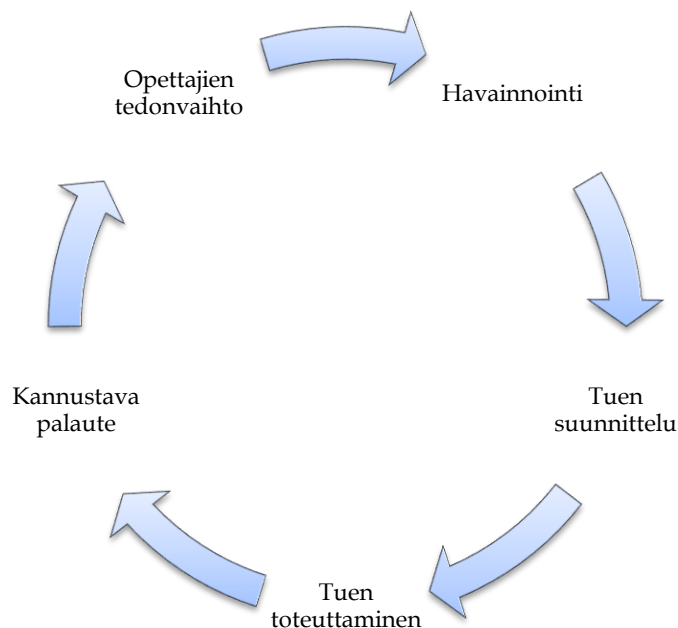 Opettajien
tedonvaihto
Havainnointi
Tuen
suunnittelu
Tuen
toteuttaminen
Kannustava
palaute